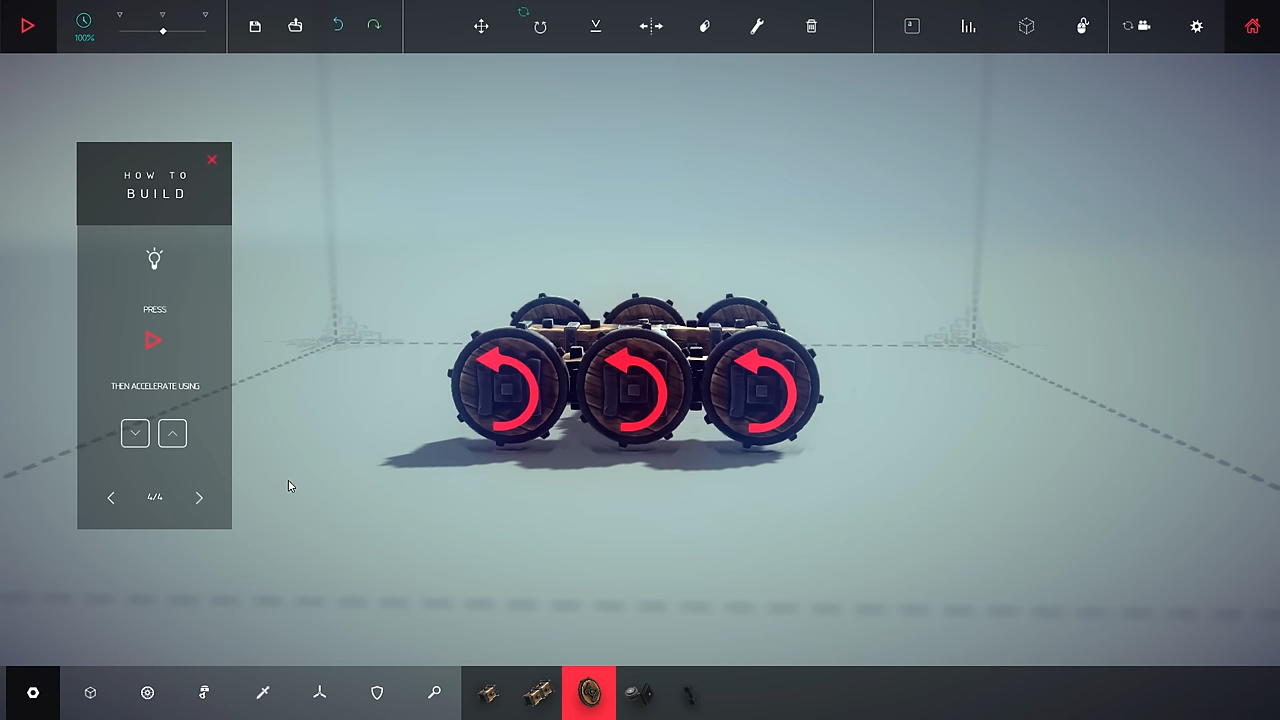 100%
HOW TO
BUILD
PRESS
THEN ACCELERATE USING
4/4